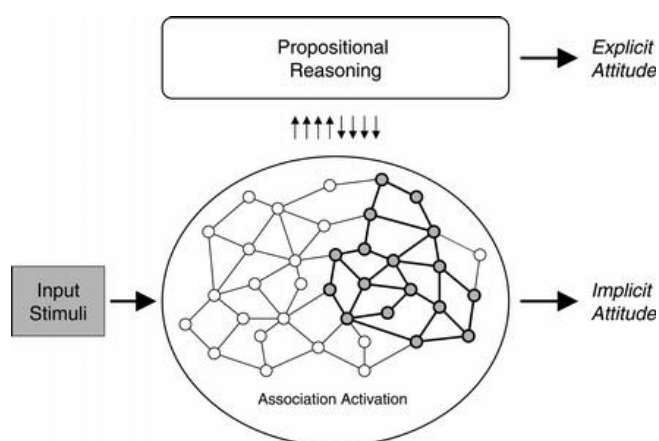 Propositional
Reasoning
Explicit
Attitude
Input
Stimuli
Implicit
Attitude
Association Activation